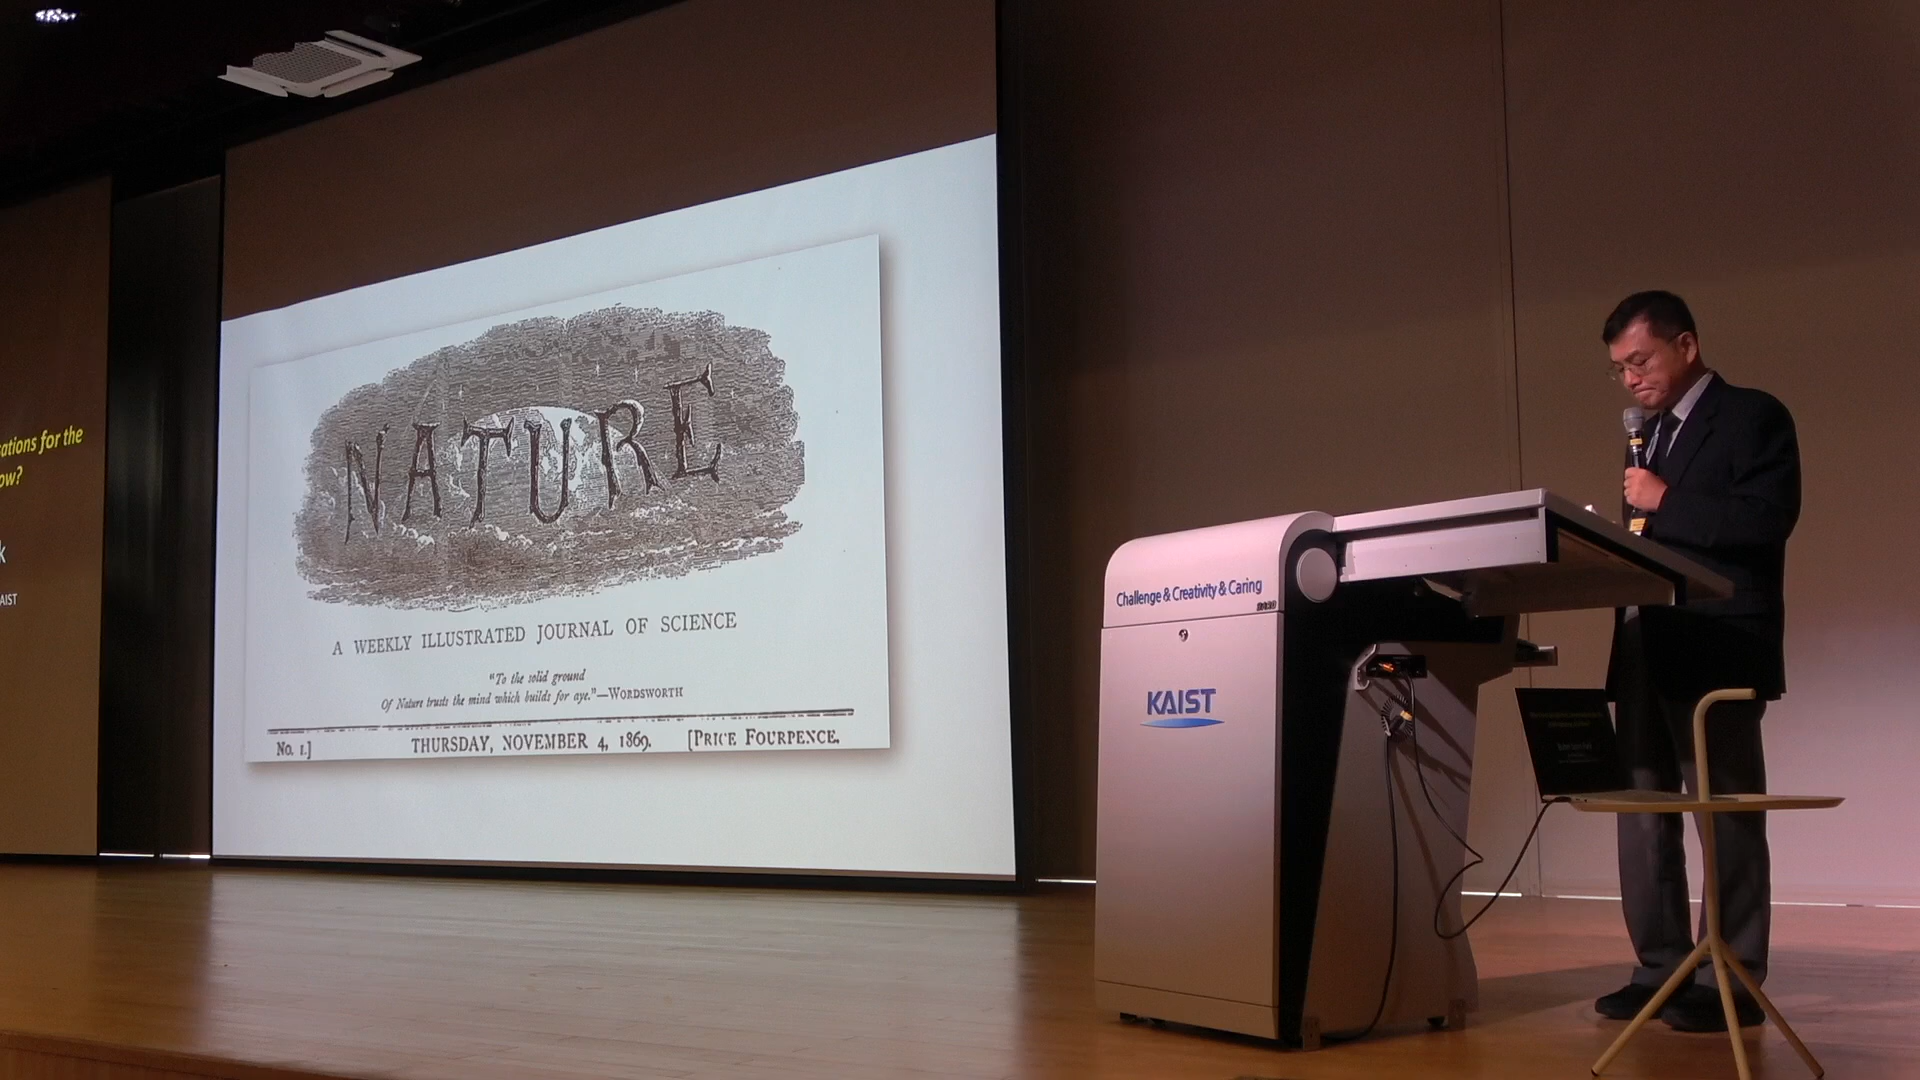 ations for the
ow?
k
AIST
NATURE
A WEEKLY ILLUSTRATED JOURNAL OF SCIENCE
"To the solid ground
Of Nature trusts the mind which builds for aye."—WORDSWORTH
No. 1.] THURSDAY, NOVEMBER 4, 1869. [PRICE FOURPENCE.
Challenge & Creativity & Caring
KAIST